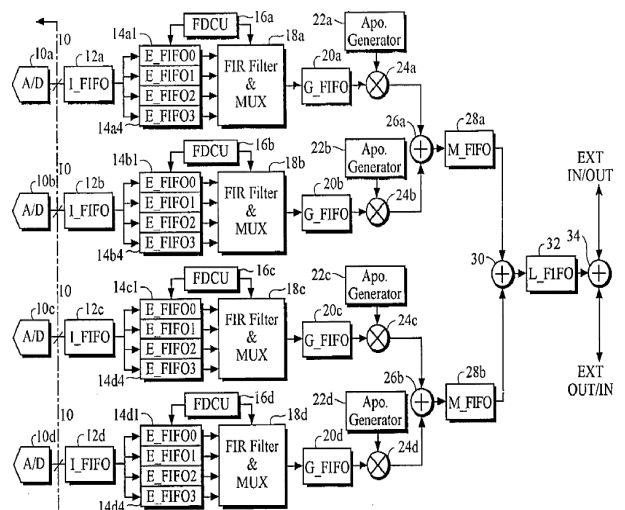 10
10a
12a
14a1
FDCU
16a
18a
22a
Apo.
Generator
20a
24a
A/D
I_FIFO
E_FIFO0
E_FIFO1
E_FIFO2
E_FIFO3
FIR Filter
&
MUX
G_FIFO
14a4
26a
28a
M_FIFO
10
10b
12b
14b1
FDCU
16b
18b
22b
Apo.
Generator
20b
24b
A/D
I_FIFO
E_FIFO0
E_FIFO1
E_FIFO2
E_FIFO3
FIR Filter
&
MUX
G_FIFO
14b4
EXT
IN/OUT
30
32
L_FIFO
34
10
10c
12c
14c1
FDCU
16c
18c
22c
Apo.
Generator
20c
24c
A/D
I_FIFO
E_FIFO0
E_FIFO1
E_FIFO2
E_FIFO3
FIR Filter
&
MUX
G_FIFO
14d4
26b
28b
M_FIFO
EXT
OUT/IN
10
10d
12d
14d1
FDCU
16d
18d
22d
Apo.
Generator
20d
24d
A/D
I_FIFO
E_FIFO0
E_FIFO1
E_FIFO2
E_FIFO3
FIR Filter
&
MUX
G_FIFO
14d4